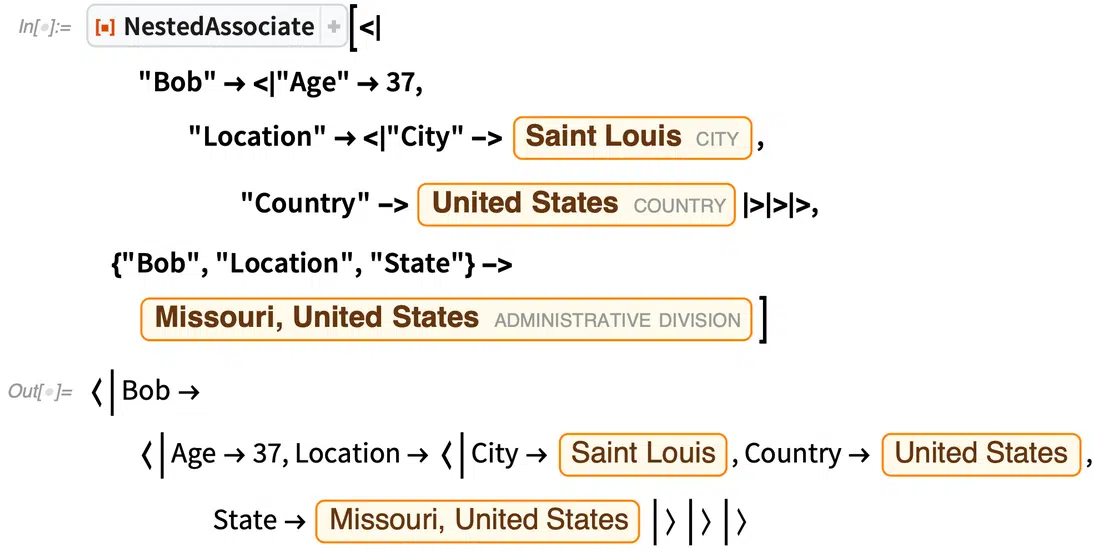 In[•]:= [▪] NestedAssociate + [<|
"Bob" → <|"Age" → 37,
"Location" → <|"City" -> Saint Louis CITY ,
"Country" -> United States COUNTRY |>|>|>,
{"Bob", "Location", "State"} ->
Missouri, United States ADMINISTRATIVE DIVISION ]
Out[•]= 〈|Bob →
〈|Age → 37, Location → 〈|City → Saint Louis , Country → United States ,
State → Missouri, United States |〉|〉|〉